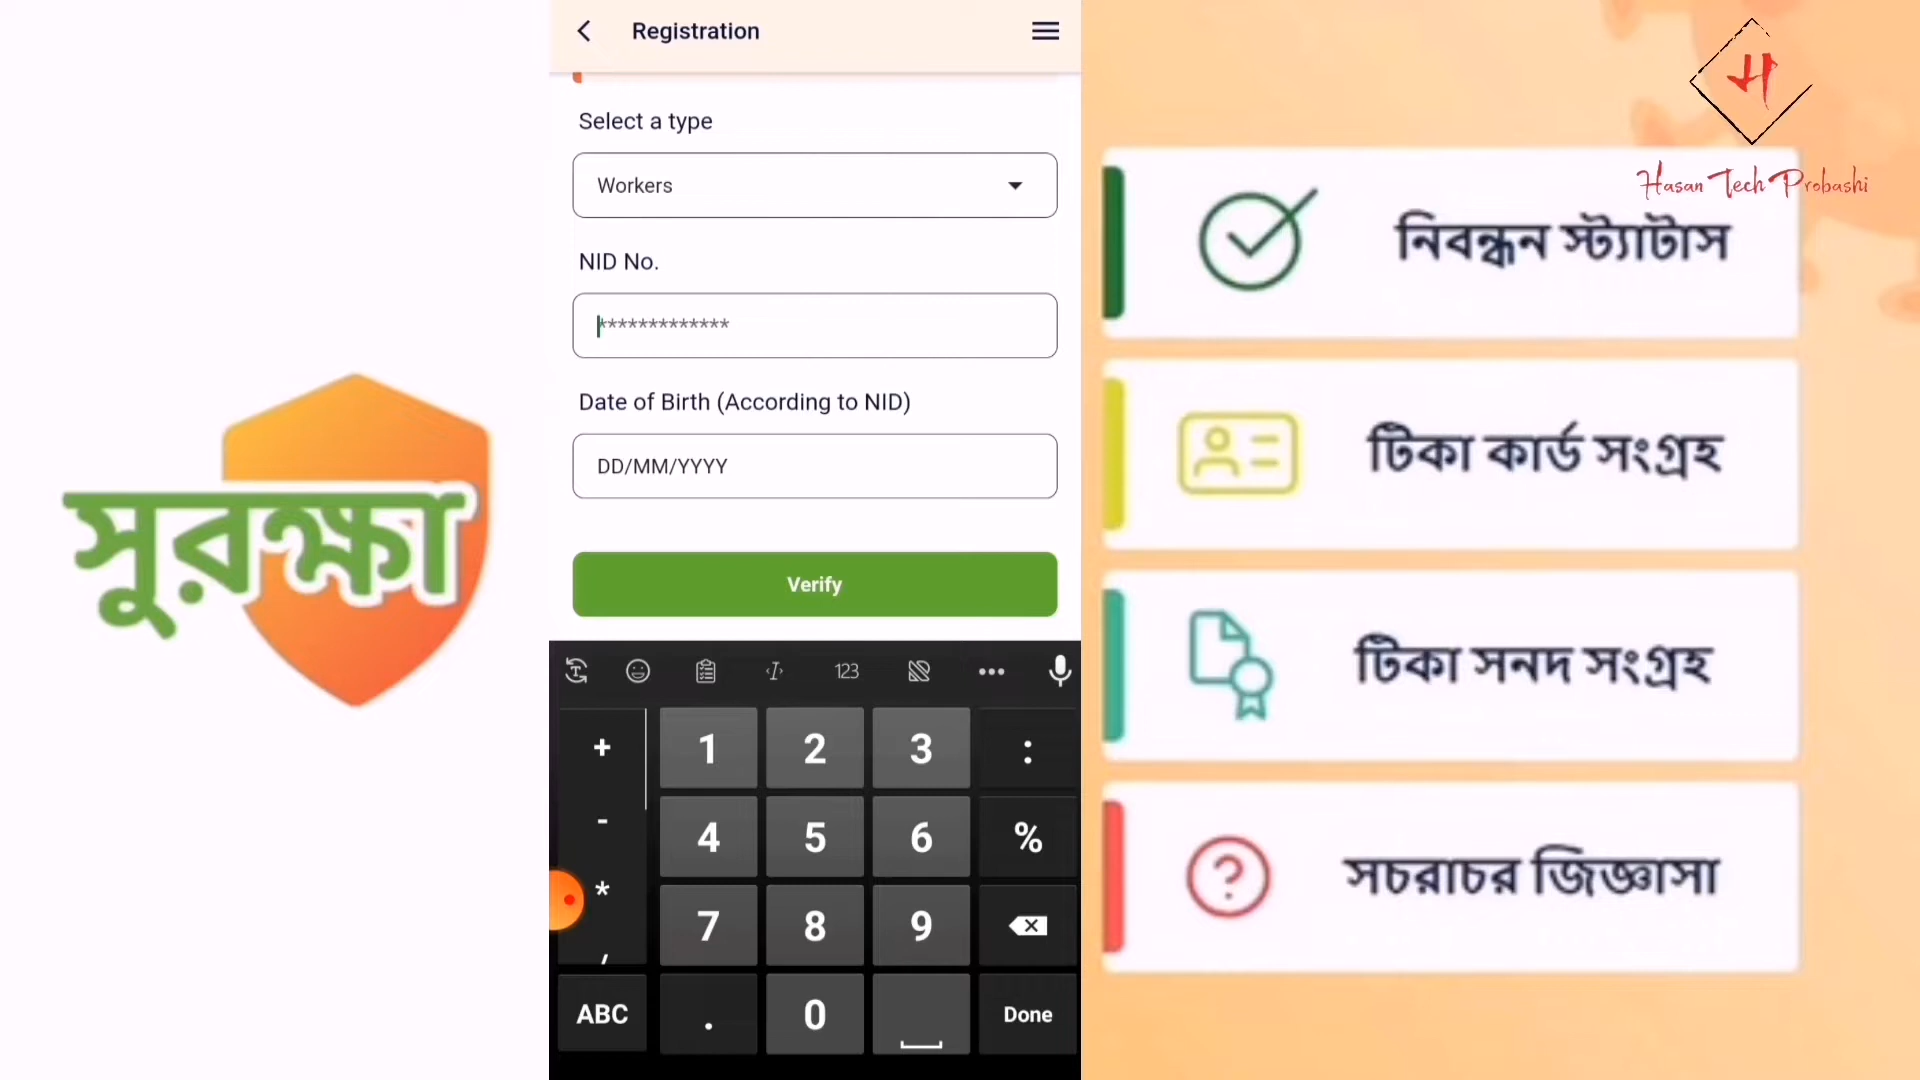 সুরক্ষা
Registration
Select a type
Workers
NID No.
*************
Date of Birth (According to NID)
DD/MM/YYYY
Verify
123
+ 1 2 3 :
- 4 5 6 %
* 7 8 9
,
ABC . 0 Done
H
Hasan Tech Probashi
নিবন্ধন স্ট্যাটাস
টিকা কার্ড সংগ্রহ
টিকা সনদ সংগ্রহ
সচরাচর জিজ্ঞাসা